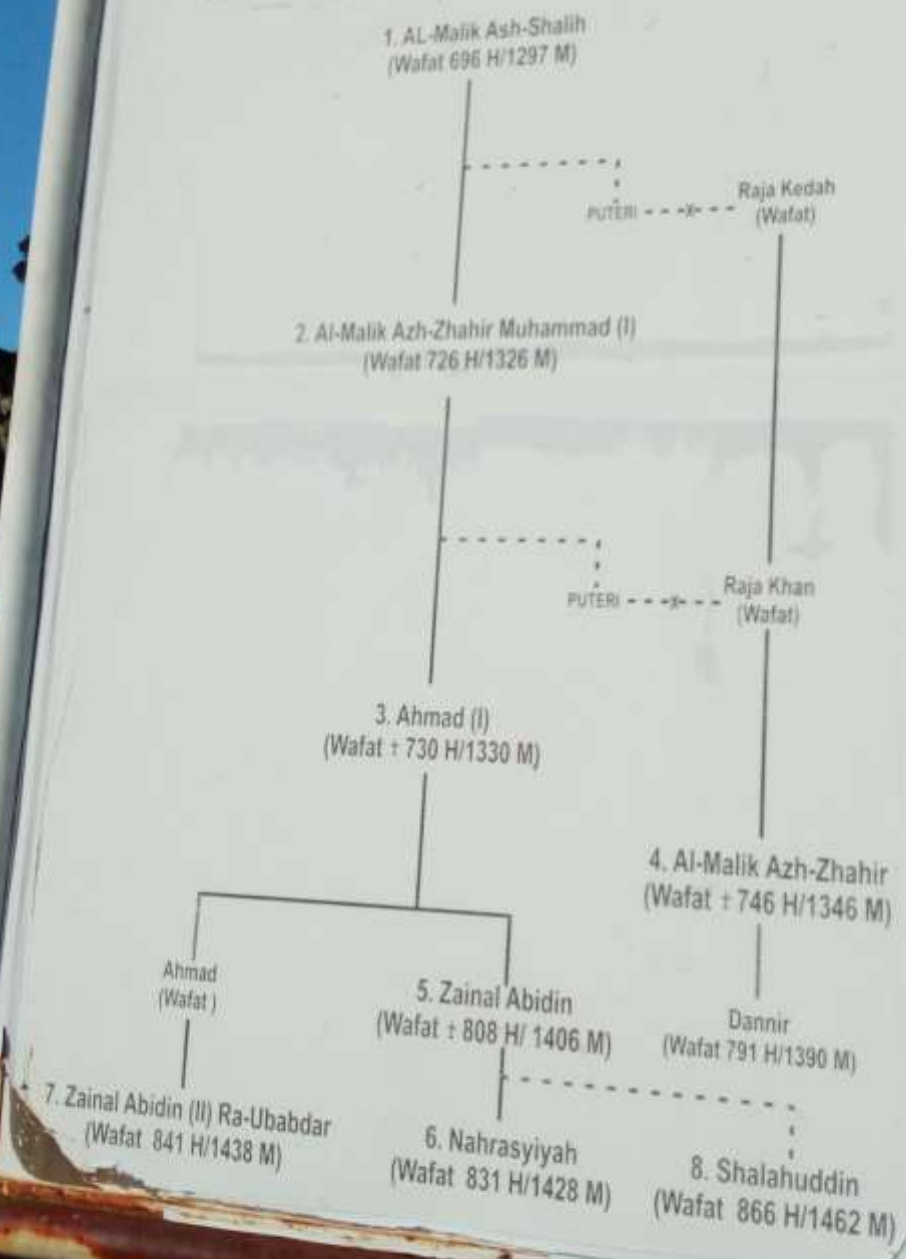 1. AL-Malik Ash-Shalih
(Wafat 696 H/1297 M)
PUTERI
Raja Kedah
(Wafat)
2. Al-Malik Azh-Zhahir Muhammad (I)
(Wafat 726 H/1326 M)
PUTERI
Raja Khan
(Wafat)
3. Ahmad (I)
(Wafat ± 730 H/1330 M)
4. Al-Malik Azh-Zhahir
(Wafat ± 746 H/1346 M)
Ahmad
(Wafat )
5. Zainal Abidin
(Wafat ± 808 H/ 1406 M)
Dannir
(Wafat 791 H/1390 M)
7. Zainal Abidin (II) Ra-Ubabdar
(Wafat 841 H/1438 M)
6. Nahrasyiyah
(Wafat 831 H/1428 M)
8. Shalahuddin
(Wafat 866 H/1462 M)